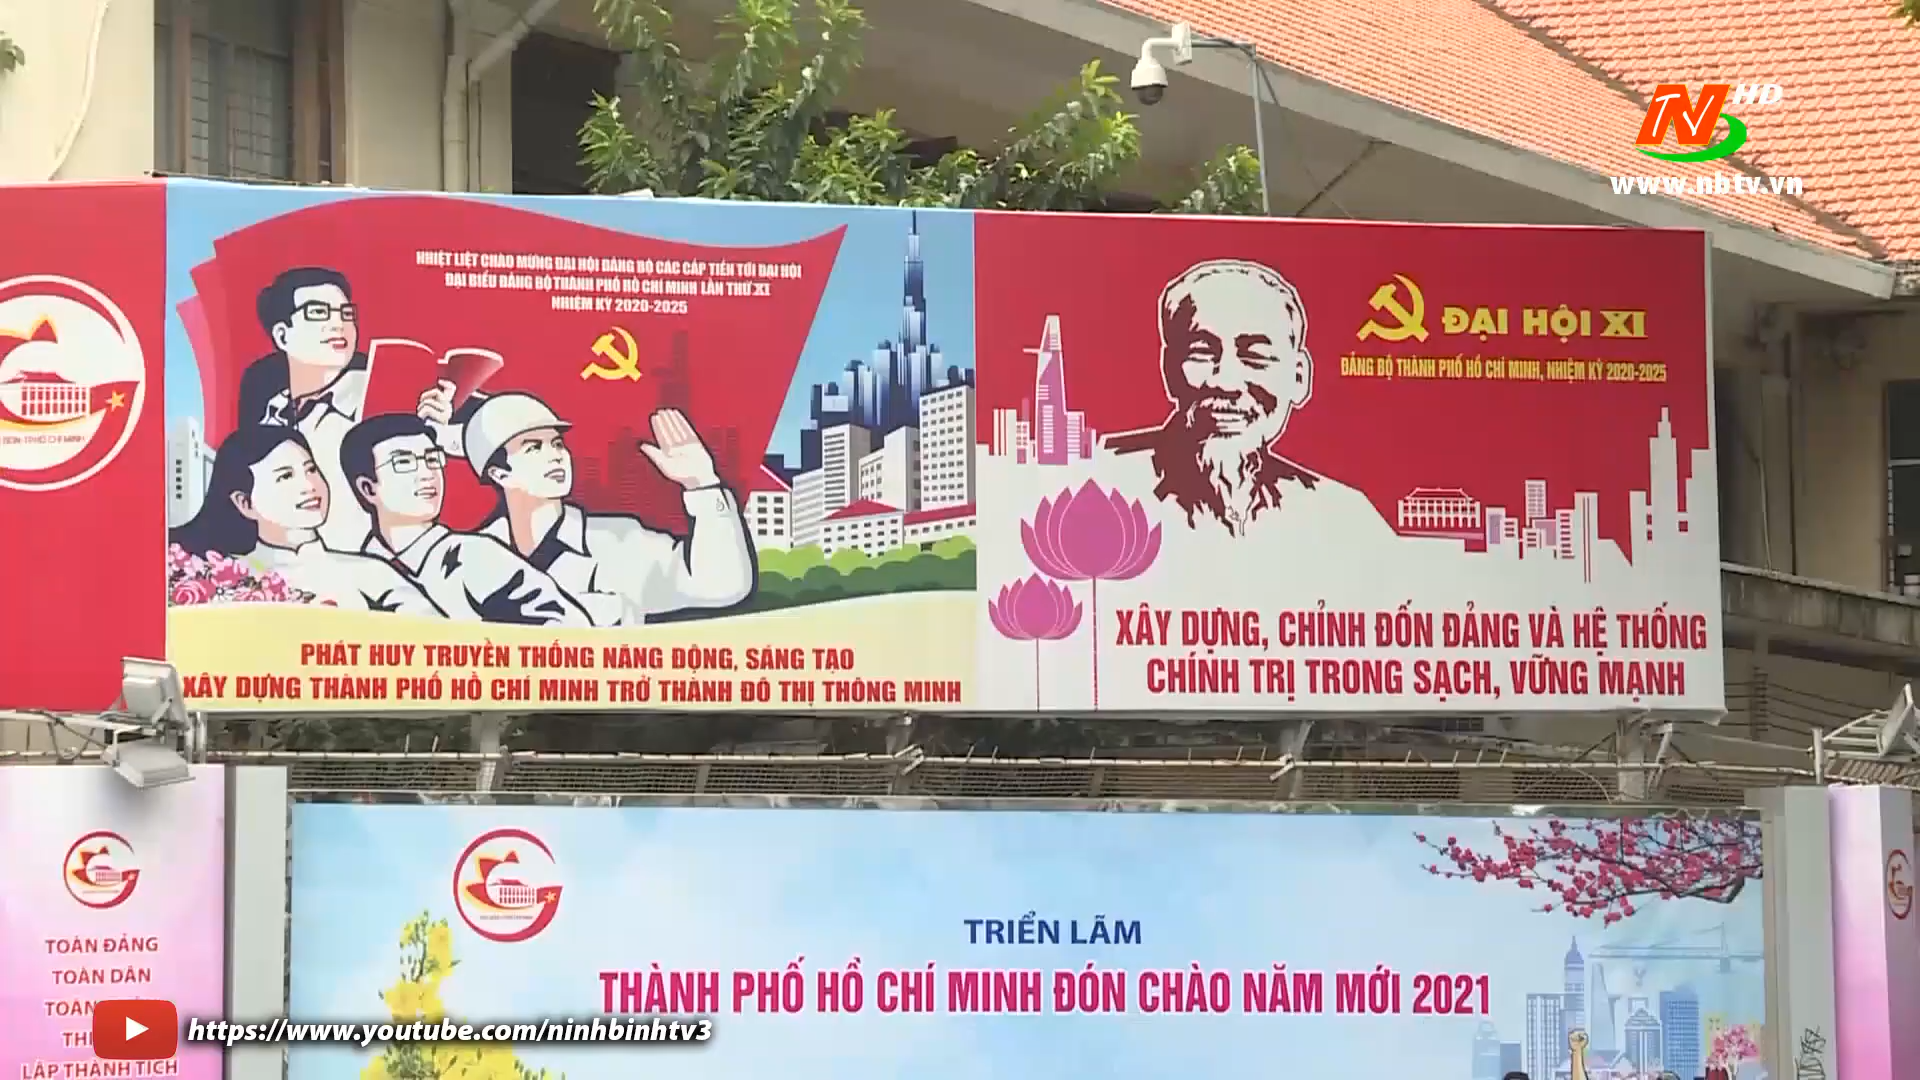 NHD
TV
www.nbtv.vn
NHIỆT LIỆT CHÀO MỪNG ĐẠI HỘI ĐẢNG BỘ CÁC CẤP TIẾN TỚI ĐẠI HỘI
ĐẠI BIỂU ĐẢNG BỘ THÀNH PHỐ HỒ CHÍ MINH LẦN THỨ XI
NHIỆM KỲ 2020-2025
PHÁT HUY TRUYỀN THỐNG NĂNG ĐỘNG, SÁNG TẠO
XÂY DỰNG THÀNH PHỐ HỒ CHÍ MINH TRỞ THÀNH ĐÔ THỊ THÔNG MINH
ĐẠI HỘI XI
ĐẢNG BỘ THÀNH PHỐ HỒ CHÍ MINH, NHIỆM KỲ 2020-2025
XÂY DỰNG, CHỈNH ĐỐN ĐẢNG VÀ HỆ THỐNG
CHÍNH TRỊ TRONG SẠCH, VỮNG MẠNH
TOÀN ĐẢNG
TOÀN DÂN
LẬP THÀNH TÍCH
TRIỂN LÃM
THÀNH PHỐ HỒ CHÍ MINH ĐÓN CHÀO NĂM MỚI 2021
https://www.youtube.com/ninhbinhtv3